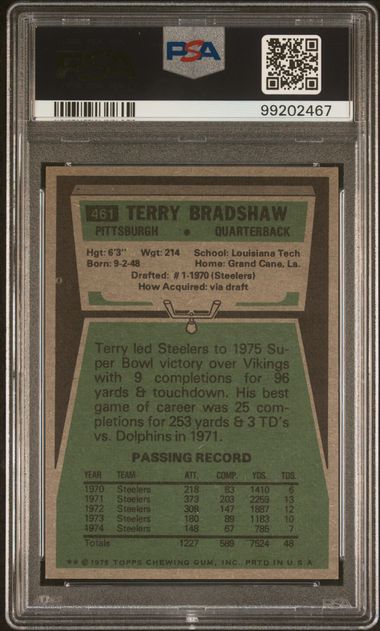 PSA
99202467
461 TERRY BRADSHAW
PITTSBURGH • QUARTERBACK
Hgt: 6'3" Wgt: 214 School: Louisiana Tech
Born: 9-2-48 Home: Grand Cane, La.
Drafted: #1-1970 (Steelers)
How Acquired: via draft
Terry led Steelers to 1975 Su-
per Bowl victory over Vikings
with 9 completions for 96
yards & touchdown. His best
game of career was 25 com-
pletions for 253 yards & 3 TD's
vs. Dolphins in 1971.
PASSING RECORD
YEAR TEAM ATT. COMP. YDS. TDS.
1970 Steelers 218 83 1410 6
1971 Steelers 373 203 2259 13
1972 Steelers 308 147 1887 12
1973 Steelers 180 89 1183 10
1974 Steelers 148 67 785 7
Totals 1227 589 7524 48
** © 1975 TOPPS CHEWING GUM, INC. PRTD IN U.S.A.